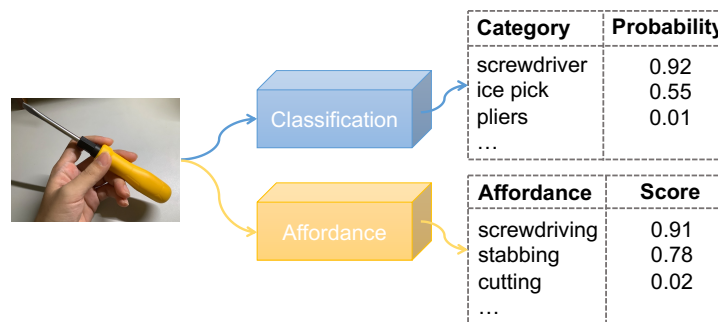 Category Probability
screwdriver 0.92
ice pick 0.55
pliers 0.01
…
Classification
Affordance Score
screwdriving 0.91
stabbing 0.78
cutting 0.02
…
Affordance